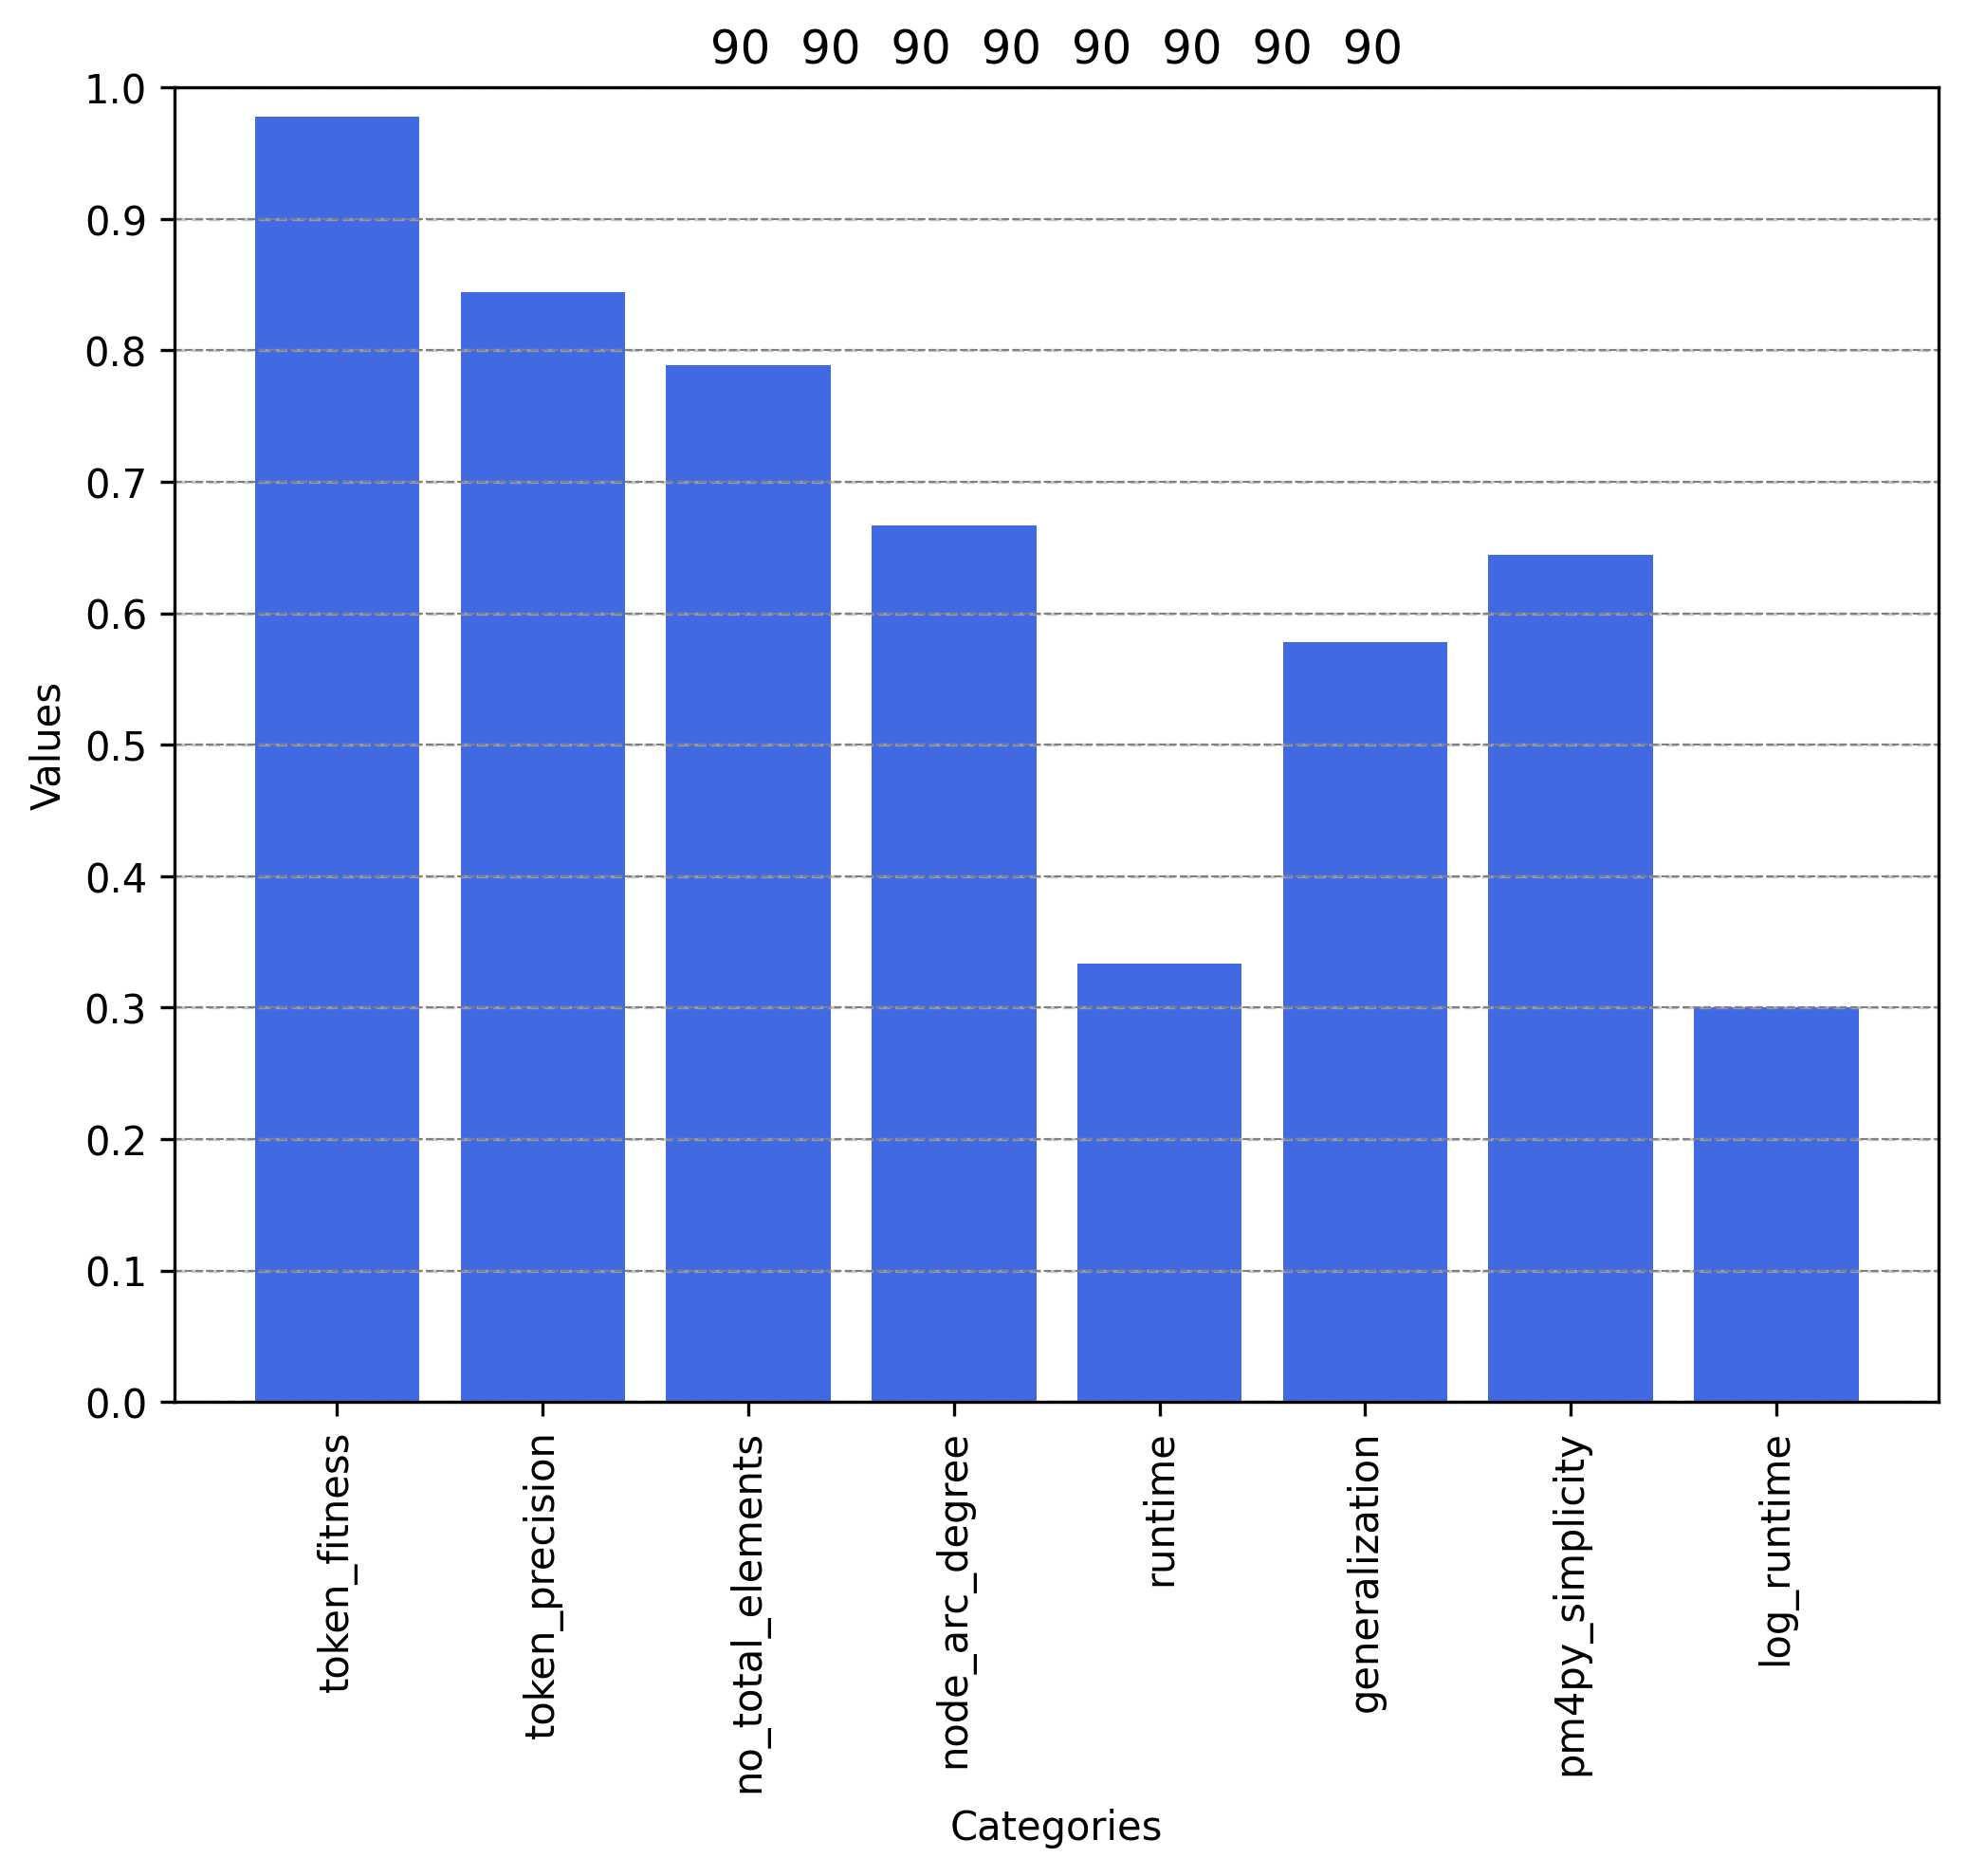 90 90 90 90 90 90 90 90
1.0
0.9
0.8
0.7
0.6
0.5
0.4
0.3
0.2
0.1
0.0
Values
token_fitness
token_precision
no_total_elements
node_arc_degree
runtime
generalization
pm4py_simplicity
log_runtime
Categories